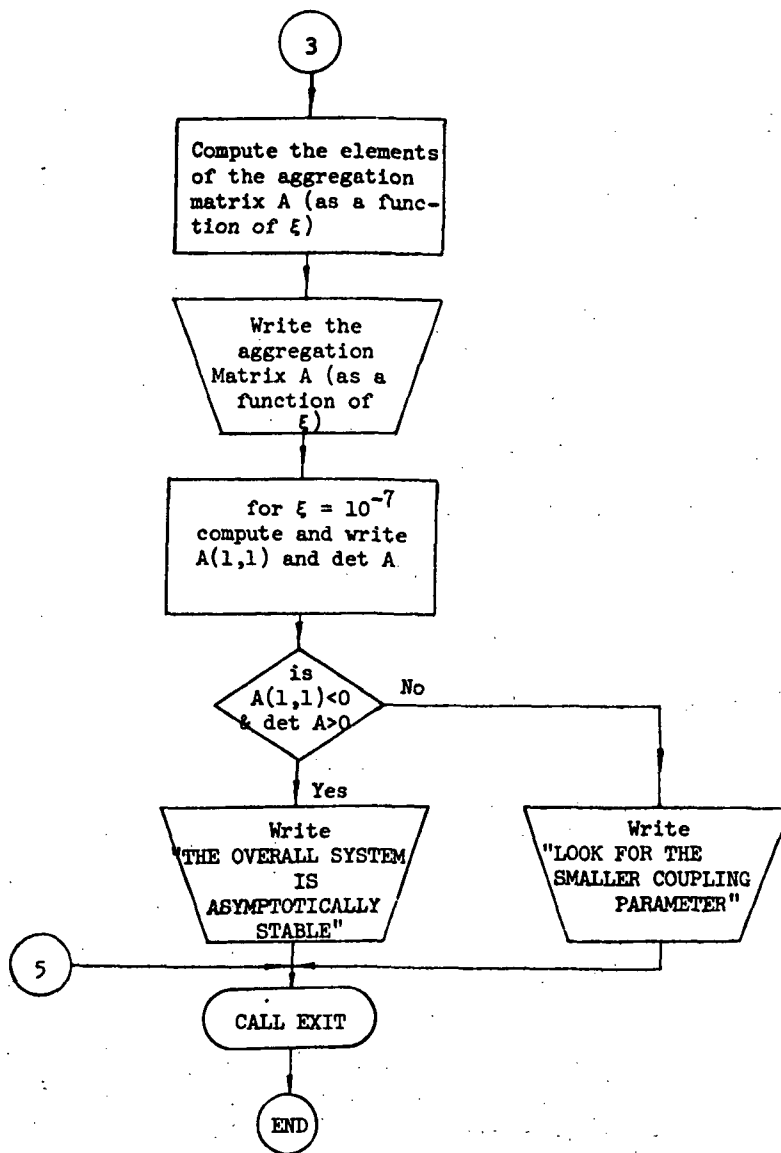 3
Compute the elements
of the aggregation
matrix A (as a func-
tion of ξ)
Write the
aggregation
Matrix A (as a
function of
ξ)
for ξ = 10⁻⁷
compute and write
A(1,1) and det A
is
A(1,1)<0
& det A>0
No
Yes
Write
"THE OVERALL SYSTEM
IS
ASYMPTOTICALLY
STABLE"
Write
"LOOK FOR THE
SMALLER COUPLING
PARAMETER"
5
CALL EXIT
END